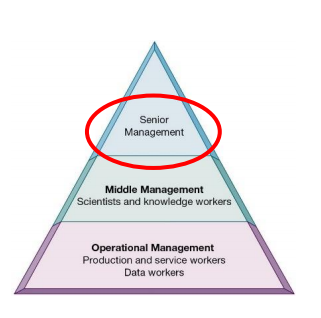 Senior
Management
Middle Management
Scientists and knowledge workers
Operational Management
Production and service workers
Data workers